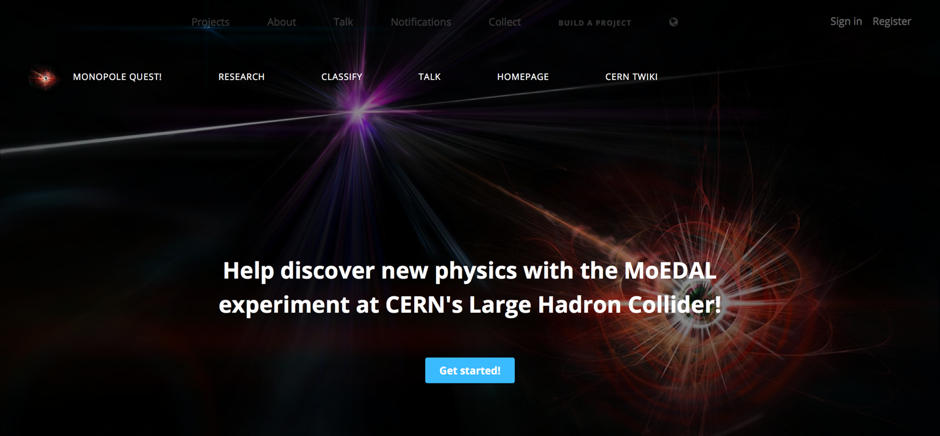 Projects About Talk Notifications Collect BUILD A PROJECT Sign in Register
MONOPOLE QUEST! RESEARCH CLASSIFY TALK HOMEPAGE CERN TWIKI
Help discover new physics with the MoEDAL
experiment at CERN's Large Hadron Collider!
Get started!